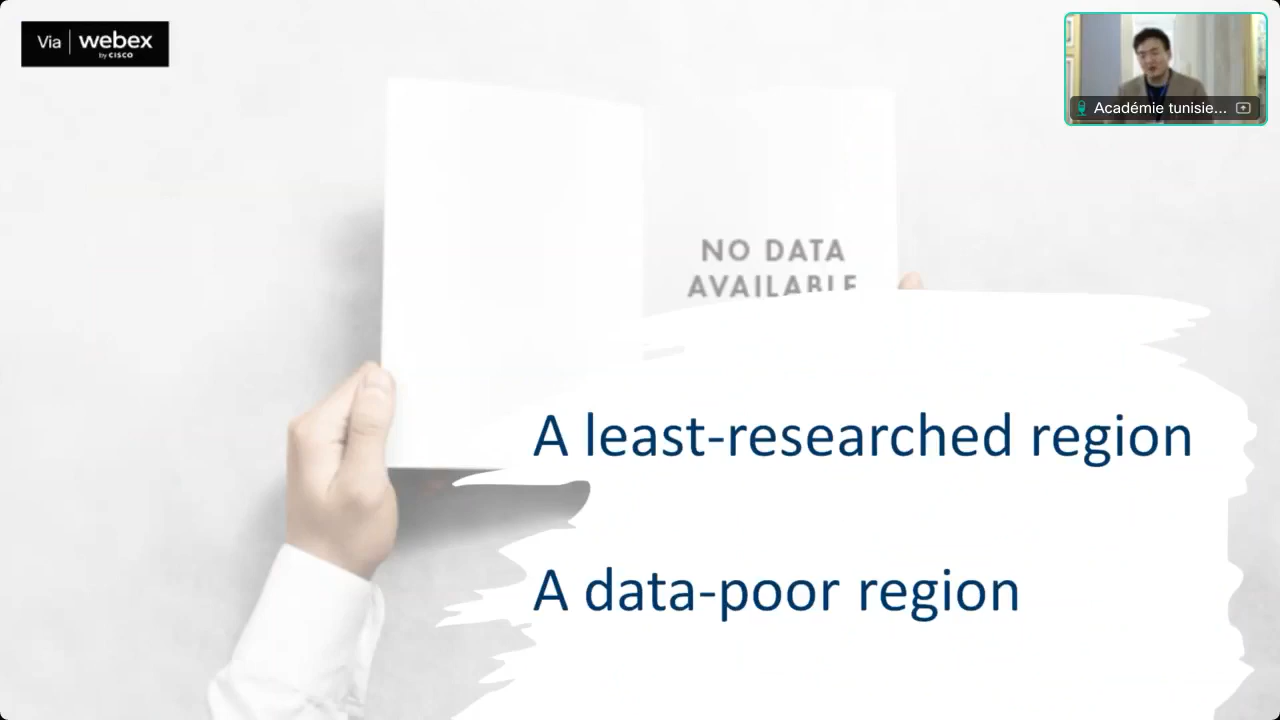 Via | webex
by CISCO
Académie tunisie...
NO DATA
AVAILABLE
A least-researched region
A data-poor region